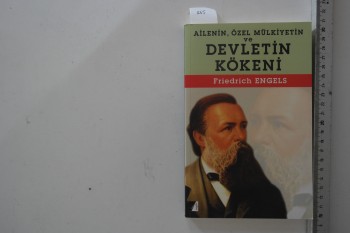 AİLENİN, ÖZEL MÜLKİYETİN
ve
DEVLETİN
KÖKENİ
Friedrich ENGELS